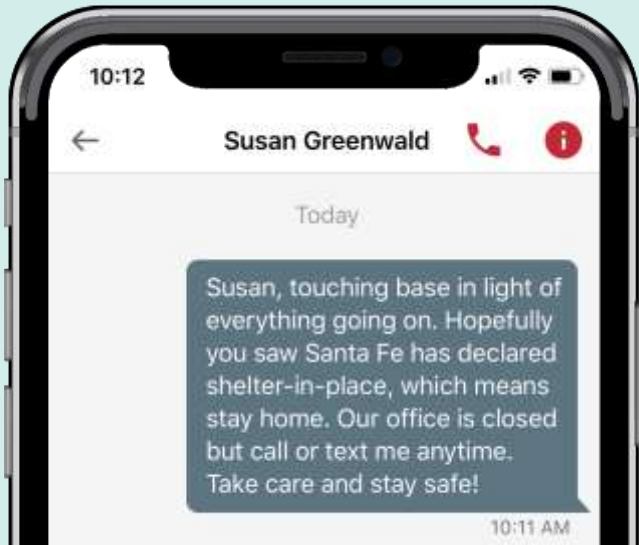 10:12
Susan Greenwald
Today
Susan, touching base in light of
everything going on. Hopefully
you saw Santa Fe has declared
shelter-in-place, which means
stay home. Our office is closed
but call or text me anytime.
Take care and stay safe!
10:11 AM